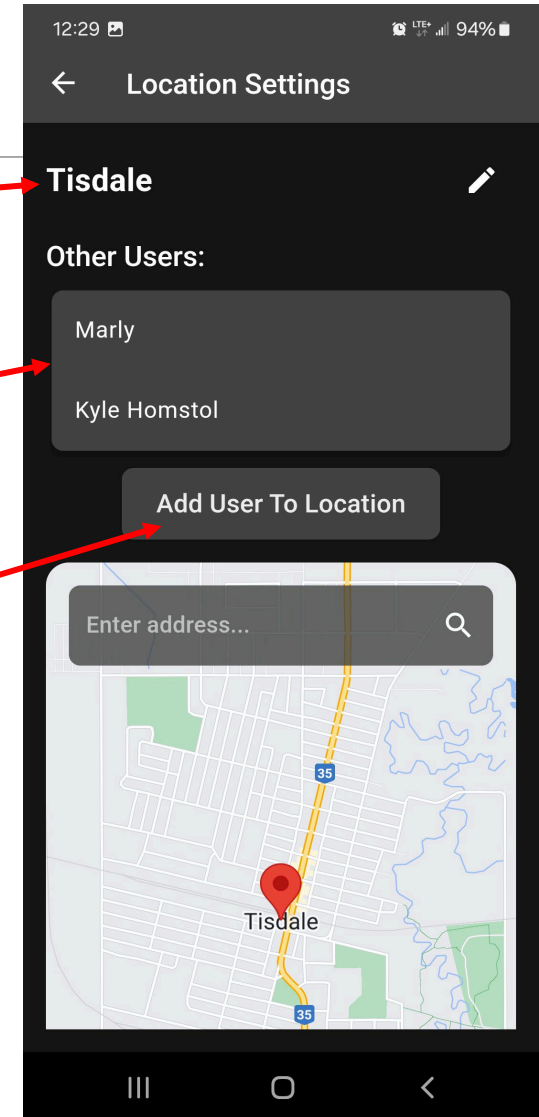 12:29 LTE+ 94%
Location Settings
Tisdale
Other Users:
Marly
Kyle Homstol
Add User To Location
Enter address...
35
Tisdale
35